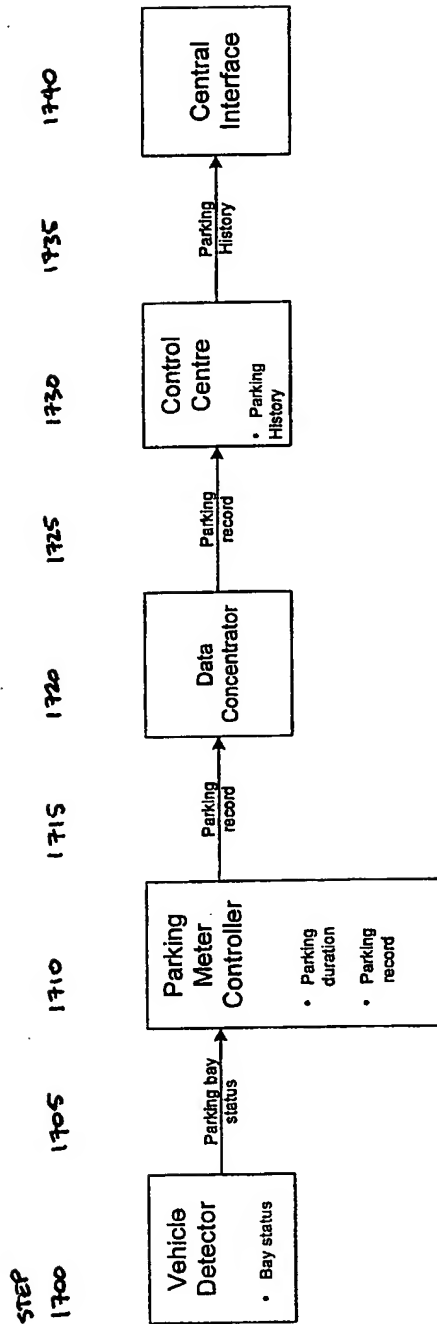 STEP
1700 1705 1710 1715 1720 1725 1730 1735 1740
Vehicle
Detector
• Bay status
Parking bay
status
Parking
Meter
Controller
• Parking
duration
• Parking
record
Parking
record
Data
Concentrator
Parking
record
Control
Centre
• Parking
History
Parking
History
Central
Interface